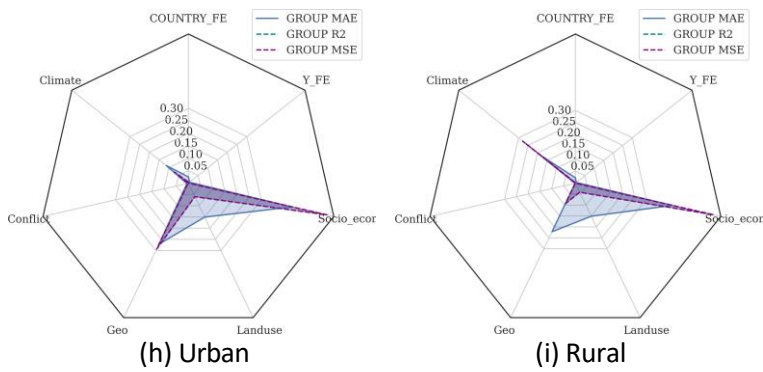 COUNTRY_FE
GROUP MAE
GROUP R2
GROUP MSE
Climate
Y_FE
0.30
0.25
0.20
0.15
0.10
0.05
Conflict
Socio_econ
Geo
Landuse
(h) Urban
COUNTRY_FE
GROUP MAE
GROUP R2
GROUP MSE
Climate
Y_FE
0.30
0.25
0.20
0.15
0.10
0.05
Conflict
Socio_econ
Geo
Landuse
(i) Rural